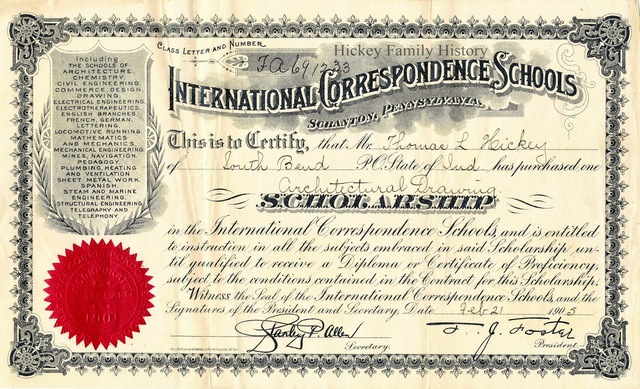 Hickey Family History
CLASS LETTER AND NUMBER
FA 691233
INTERNATIONAL CORRESPONDENCE SCHOOLS
SCRANTON, PENNSYLVANIA.
Including
THE SCHOOLS OF
ARCHITECTURE,
CHEMISTRY,
CIVIL ENGINEERING,
COMMERCE, DESIGN,
DRAWING,
ELECTRICAL ENGINEERING,
ELECTROTHERAPEUTICS,
ENGLISH BRANCHES,
FRENCH, GERMAN,
LETTERING,
LOCOMOTIVE RUNNING,
MATHEMATICS
AND MECHANICS,
MECHANICAL ENGINEERING
MINES, NAVIGATION,
PEDAGOGY,
PLUMBING, HEATING
AND VENTILATION
SHEET METAL WORK
SPANISH,
STEAM AND MARINE
ENGINEERING,
STRUCTURAL ENGINEERING,
TELEGRAPHY AND
TELEPHONY.
This is to Certify, that Mr. Thomas L Hickey
of South Bend P.O. State of Ind has purchased one
Architectural Drawing
SCHOLARSHIP
in the International Correspondence Schools, and is entitled
to instruction in all the subjects embraced in said Scholarship, un-
til qualified to receive a Diploma or Certificate of Proficiency,
subject to the conditions contained in the Contract for this Scholarship.
Witness the Seal of the International Correspondence Schools, and the
Signatures of the President and Secretary. Date Feb 21 1905
Stanley P. Allen T. J. Foster
Secretary. President.
1901